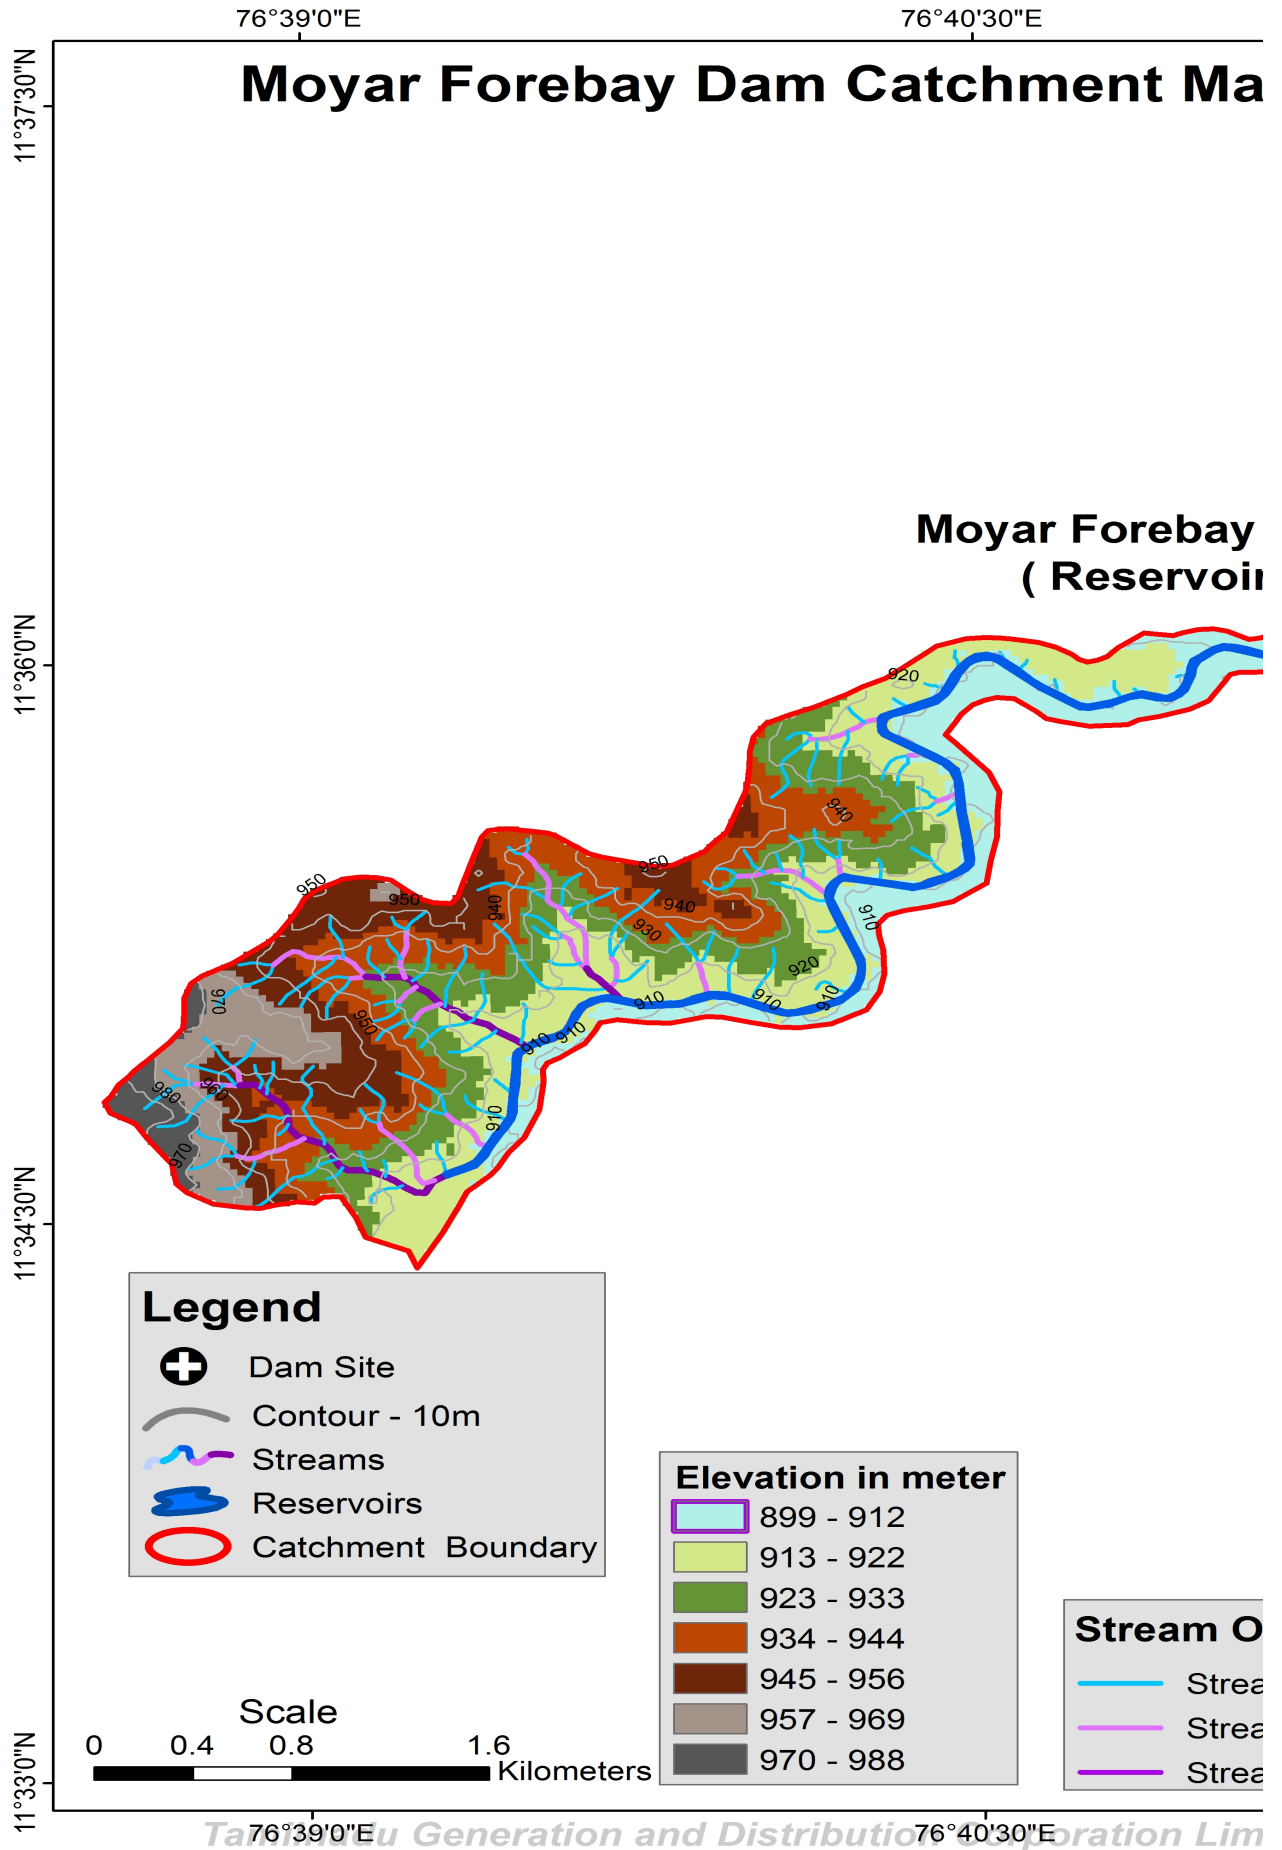 76°39'0"E
76°40'30"E
11°37'30"N
Moyar Forebay Dam Catchment Ma
Moyar Forebay
( Reservoir
11°36'0"N
920
940
950
950
950
940
940
930
910
920
970
950
910
910
910
910
910
980
960
910
970
11°34'30"N
Legend
Dam Site
Contour - 10m
Streams
Reservoirs
Catchment Boundary
Elevation in meter
899 - 912
913 - 922
923 - 933
934 - 944
945 - 956
957 - 969
970 - 988
Stream O
Strea
Strea
Strea
Scale
0 0.4 0.8 1.6
Kilometers
11°33'0"N
76°39'0"E
76°40'30"E
Tamilnadu Generation and Distribution Corporation Lim